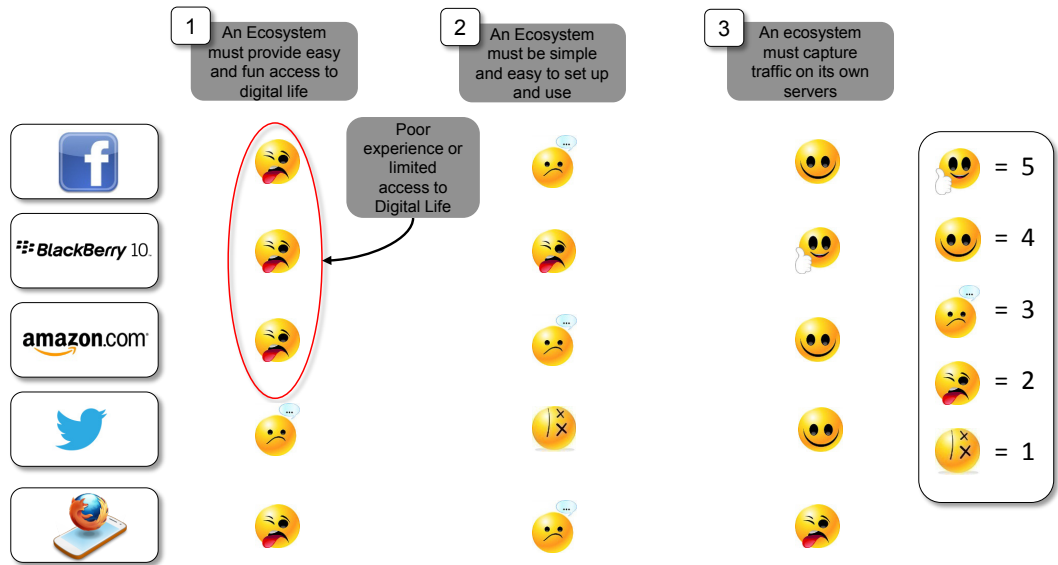 1
An Ecosystem
must provide easy
and fun access to
digital life
2
An Ecosystem
must be simple
and easy to set up
and use
3
An ecosystem
must capture
traffic on its own
servers
Poor
experience or
limited
access to
Digital Life
f
BlackBerry 10.
amazon.com
...
...
...
...
...
= 5
= 4
= 3
= 2
= 1